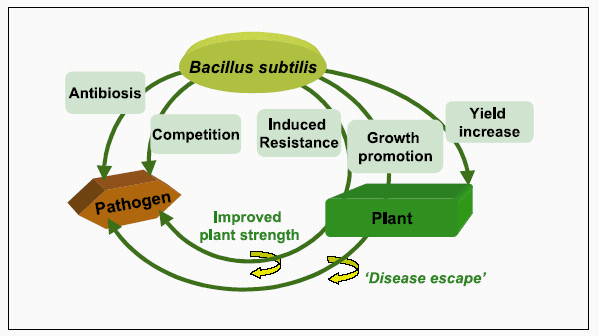 Bacillus subtilis
Antibiosis
Competition
Induced
Resistance
Growth
promotion
Yield
increase
Pathogen
Plant
Improved
plant strength
‘Disease escape’